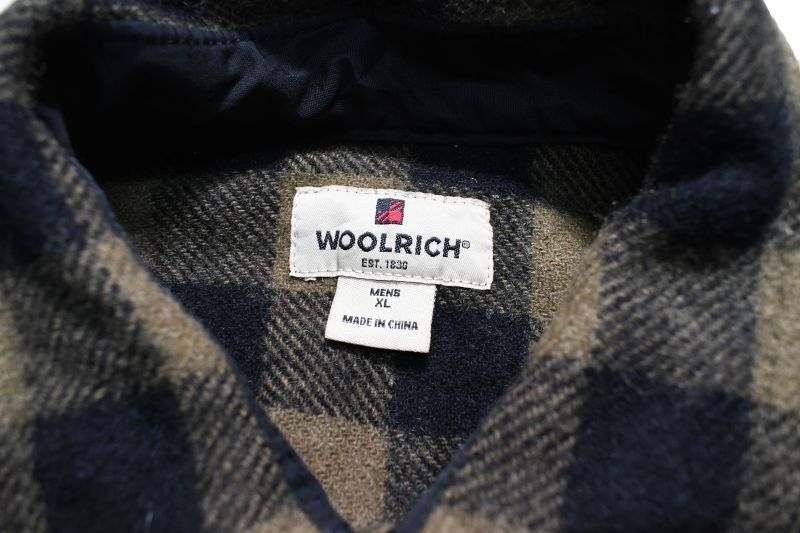 WOOLRICH®
EST. 1830
MENS
XL
MADE IN CHINA